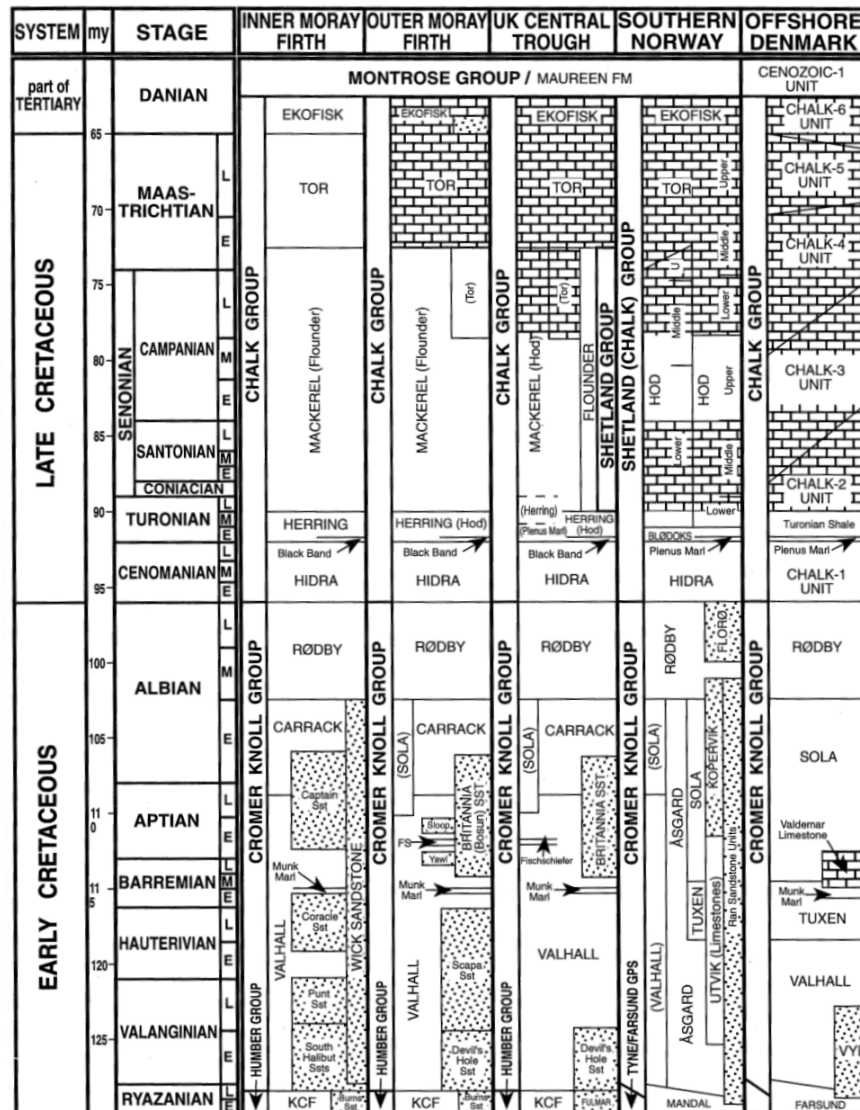 SYSTEM
my
STAGE
INNER MORAY
FIRTH
OUTER MORAY
FIRTH
UK CENTRAL
TROUGH
SOUTHERN
NORWAY
OFFSHORE
DENMARK
part of
TERTIARY
LATE CRETACEOUS
EARLY CRETACEOUS
65
70
75
80
85
90
95
100
105
11
0
11
5
120
125
DANIAN
MAAS-
TRICHTIAN
L
E
SENONIAN
CAMPANIAN
L
M
E
SANTONIAN
L
M
E
CONIACIAN
TURONIAN
L
M
E
CENOMANIAN
L
M
E
ALBIAN
L
M
E
APTIAN
L
E
BARREMIAN
L
M
E
HAUTERIVIAN
L
E
VALANGINIAN
L
E
RYAZANIAN
L
E
MONTROSE GROUP / MAUREEN FM
CHALK GROUP
CROMER KNOLL GROUP
HUMBER GROUP
EKOFISK
TOR
MACKEREL (Flounder)
HERRING
Black Band
HIDRA
RØDBY
CARRACK
Captain
Sst
WICK SANDSTONE
Munk
Marl
Coracle
Sst
VALHALL
Punt
Sst
South
Halibut
Ssts
KCF
Burns
Sst
CHALK GROUP
CROMER KNOLL GROUP
HUMBER GROUP
EKOFISK
TOR
(Tor)
MACKEREL (Flounder)
HERRING (Hod)
Black Band
HIDRA
RØDBY
(SOLA)
CARRACK
BRITANNIA
(Bosun) SST
Sloop
FS
Yawl
Munk
Marl
Scapa
Sst
VALHALL
Devil's
Hole
Sst
KCF
Burns
Sst
CHALK GROUP
CROMER KNOLL GROUP
HUMBER GROUP
EKOFISK
TOR
(Tor)
MACKEREL (Hod)
FLOUNDER
SHETLAND GROUP
(Herring)
(Plenus Marl)
HERRING
(Hod)
Black Band
HIDRA
RØDBY
(SOLA)
CARRACK
BRITANNIA SST
Fischschiefer
Munk
Marl
VALHALL
Devil's
Hole
Sst
KCF
FULMAR
SHETLAND (CHALK) GROUP
CROMER KNOLL GROUP
TYNE/FARSUND GPS
EKOFISK
TOR
Upper
Middle
Lower
U
Middle
HOD
HOD
Upper
Lower
Middle
Lower
BLØDØKS
Plenus Marl
HIDRA
RØDBY
FLORØ
(SOLA)
ÅSGARD
SOLA
KOPERVIK
Ran Sandstone Units
TUXEN
UTVIK (Limestones)
(VALHALL)
ÅSGARD
MANDAL
CENOZOIC-1
UNIT
CHALK GROUP
CROMER KNOLL GROUP
CHALK-6
UNIT
CHALK-5
UNIT
CHALK-4
UNIT
CHALK-3
UNIT
CHALK-2
UNIT
Turonian Shale
Plenus Marl
CHALK-1
UNIT
RØDBY
SOLA
Valdemar
Limestone
Munk
Marl
TUXEN
VALHALL
VYL
FARSUND